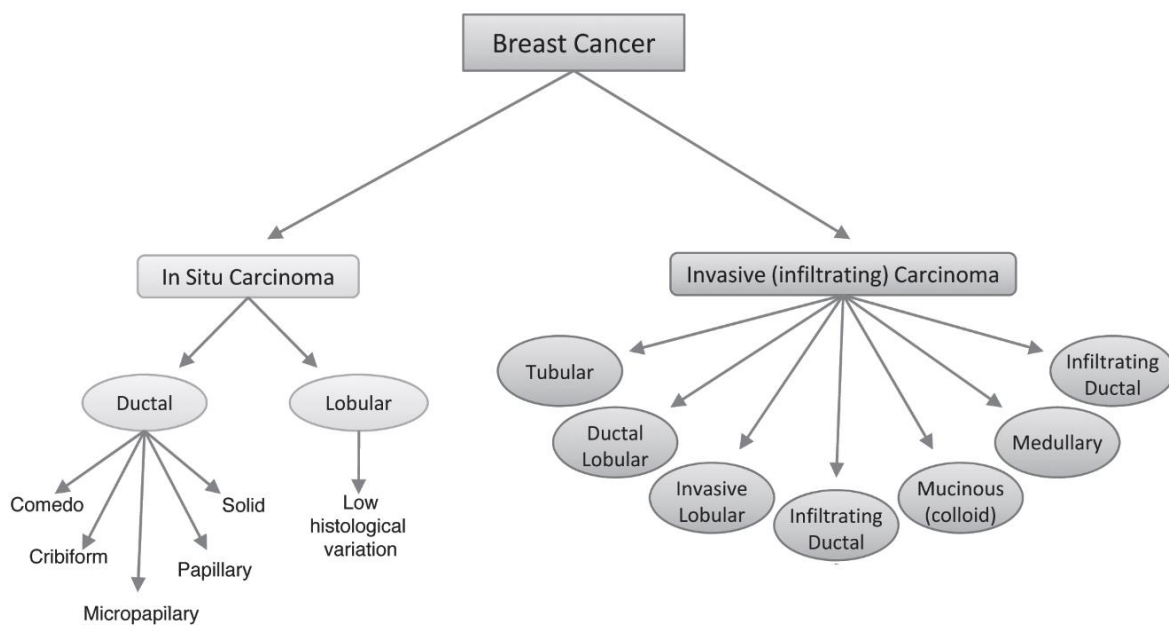 Breast Cancer
In Situ Carcinoma
Invasive (infiltrating) Carcinoma
Ductal
Lobular
Comedo
Cribiform
Micropapilary
Papillary
Solid
Low
histological
variation
Tubular
Ductal
Lobular
Invasive
Lobular
Infiltrating
Ductal
Mucinous
(colloid)
Medullary
Infiltrating
Ductal